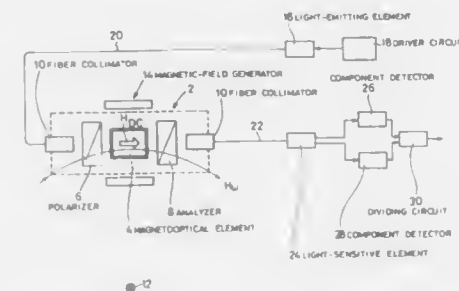 20
16 LIGHT-EMITTING ELEMENT
18 DRIVER CIRCUIT
10 FIBER COLLIMATOR
14 MAGNETIC-FIELD GENERATOR
2
10 FIBER COLLIMATOR
COMPONENT DETECTOR
26
HDC
22
Hω
6
POLARIZER
8 ANALYZER
4 MAGNETOOPTICAL ELEMENT
30
DIVIDING CIRCUIT
28 COMPONENT DETECTOR
24 LIGHT-SENSITIVE ELEMENT
12